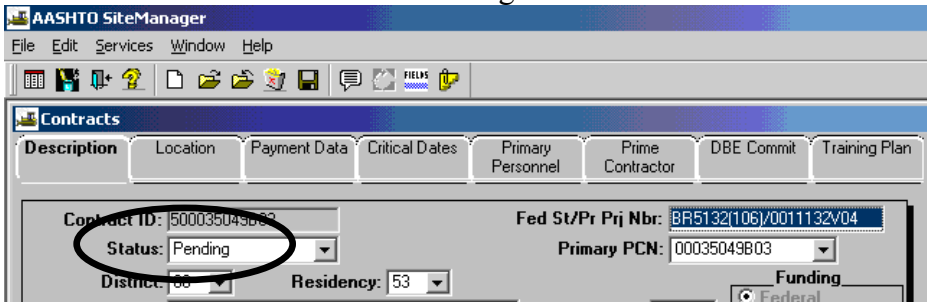 AASHTO SiteManager
File Edit Services Window Help
FIELDS
Contracts
Description Location Payment Data Critical Dates Primary Personnel Prime Contractor DBE Commit Training Plan
Contract ID: Fed St/Pr Prj Nbr: BR5132(106)/0011132V04
Status: Pending Primary PCN: 00035049B03
District: Residency: 53 Funding
Federal